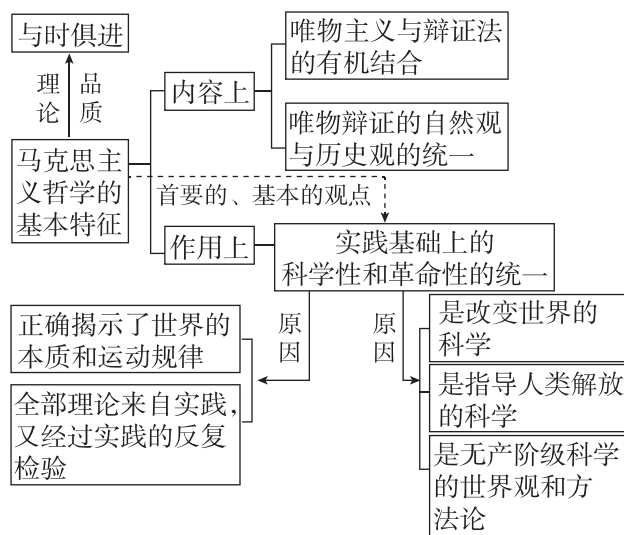 与时俱进
理论
品质
马克思主
义哲学的
基本特征
内容上
唯物主义与辩证法
的有机结合
唯物辩证的自然观
与历史观的统一
首要的、基本的观点
作用上
实践基础上的
科学性和革命性的统一
原因
正确揭示了世界的
本质和运动规律
全部理论来自实践，
又经过实践的反复
检验
原因
是改变世界的
科学
是指导人类解放
的科学
是无产阶级科学
的世界观和方
法论